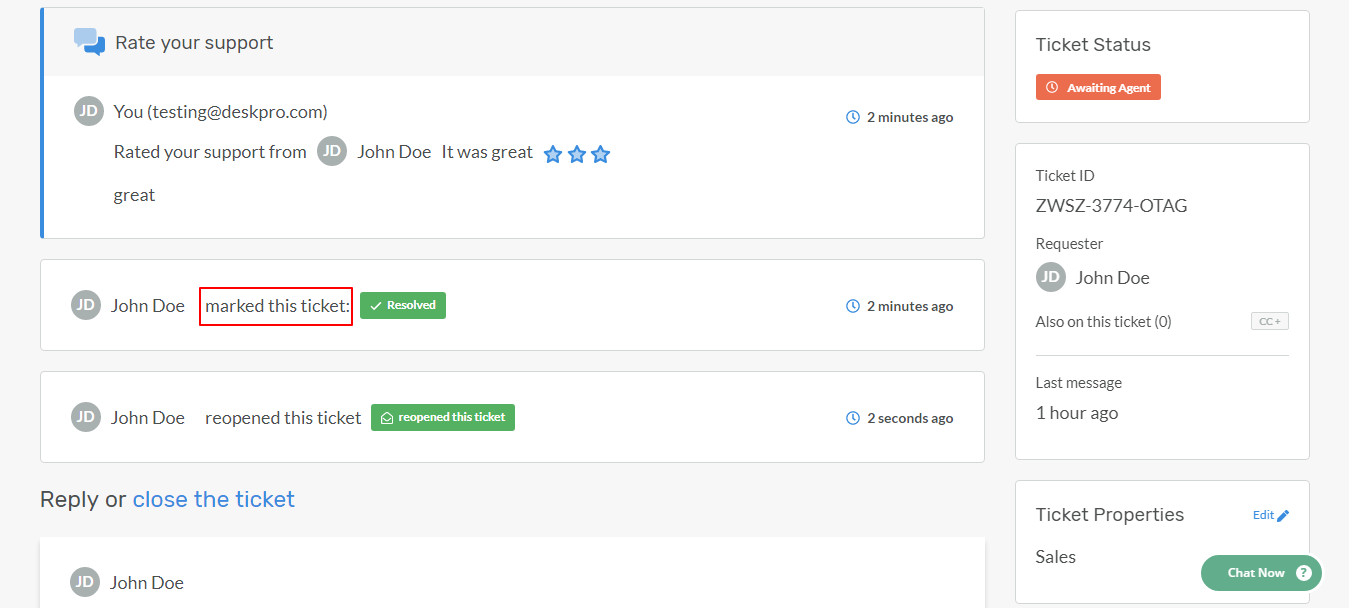 Rate your support
JD You (testing@deskpro.com)
2 minutes ago
Rated your support from JD John Doe It was great
great
JD John Doe marked this ticket: Resolved 2 minutes ago
JD John Doe reopened this ticket reopened this ticket 2 seconds ago
Reply or close the ticket
JD John Doe
Ticket Status
Awaiting Agent
Ticket ID
ZWSZ-3774-OTAG
Requester
JD John Doe
Also on this ticket (0) CC +
Last message
1 hour ago
Ticket Properties Edit
Sales
Chat Now ?